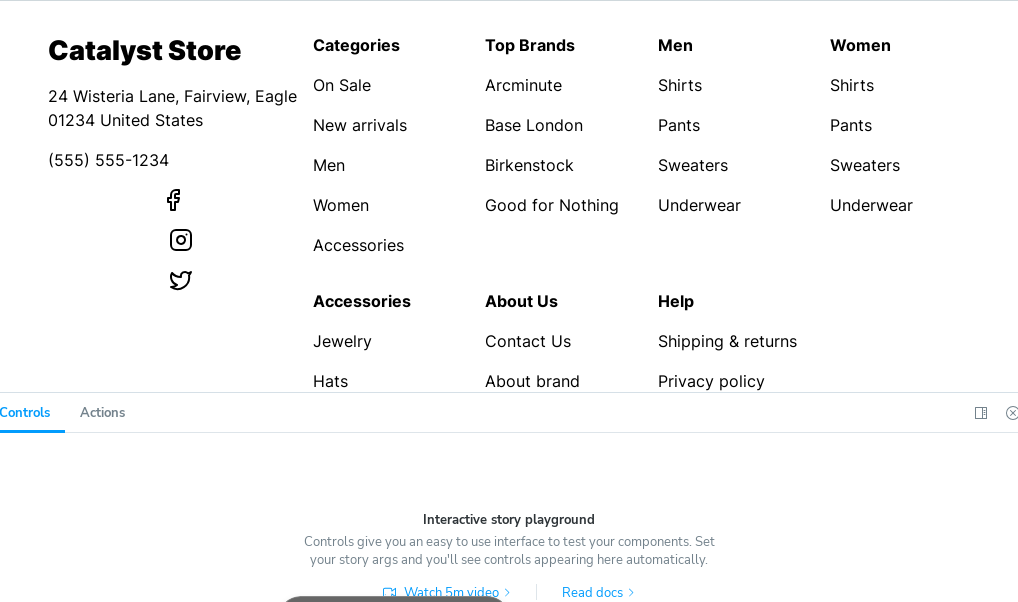 Catalyst Store
24 Wisteria Lane, Fairview, Eagle
01234 United States
(555) 555-1234
Categories
On Sale
New arrivals
Men
Women
Accessories
Top Brands
Arcminute
Base London
Birkenstock
Good for Nothing
Men
Shirts
Pants
Sweaters
Underwear
Women
Shirts
Pants
Sweaters
Underwear
Accessories
Jewelry
Hats
About Us
Contact Us
About brand
Help
Shipping & returns
Privacy policy
Controls
Actions
Interactive story playground
Controls give you an easy to use interface to test your components. Set
your story args and you'll see controls appearing here automatically.
Watch 5m video
Read docs